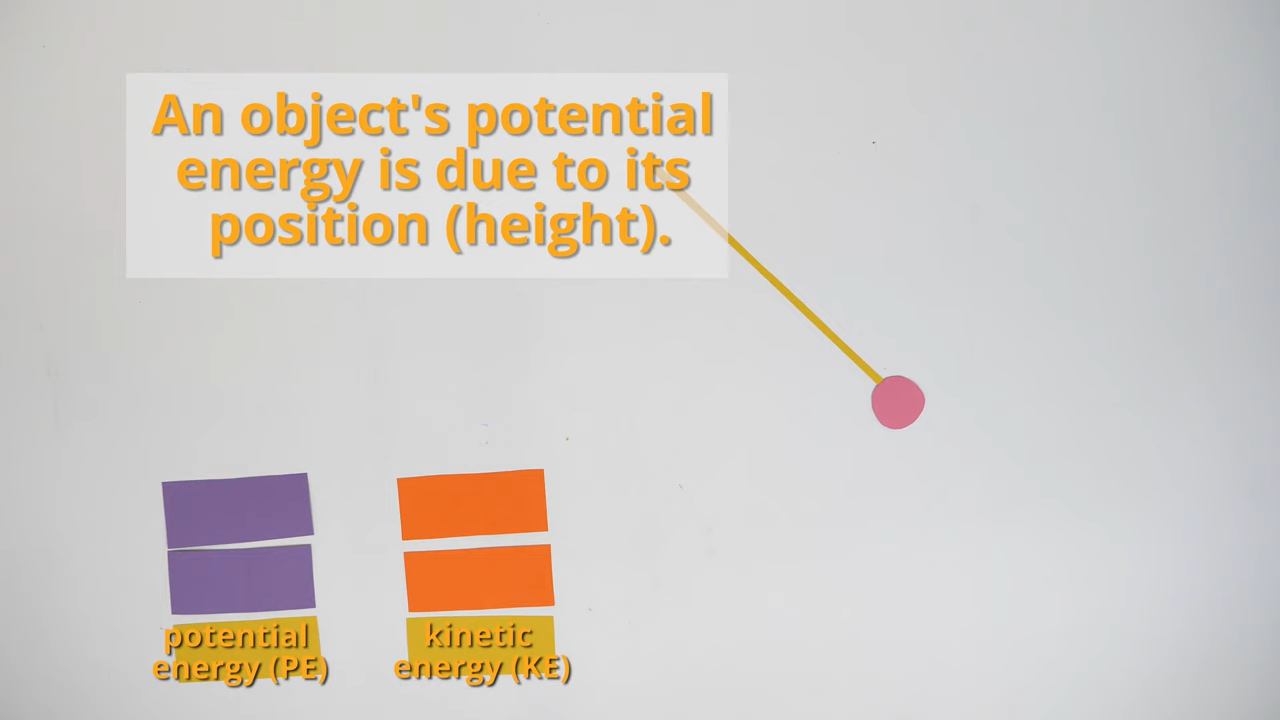 An object's potential
energy is due to its
position (height).
potential
energy (PE)
kinetic
energy (KE)